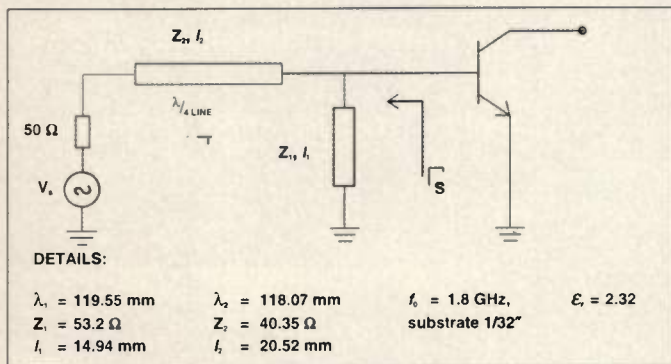 Z₂, l₂
λ/4 LINE
50 Ω
Z₁, l₁
Γs
Vs
DETAILS:
λ₁ = 119.55 mm λ₂ = 118.07 mm f₀ = 1.8 GHz, Ɛᵣ = 2.32
Z₁ = 53.2 Ω Z₂ = 40.35 Ω substrate 1/32"
l₁ = 14.94 mm l₂ = 20.52 mm